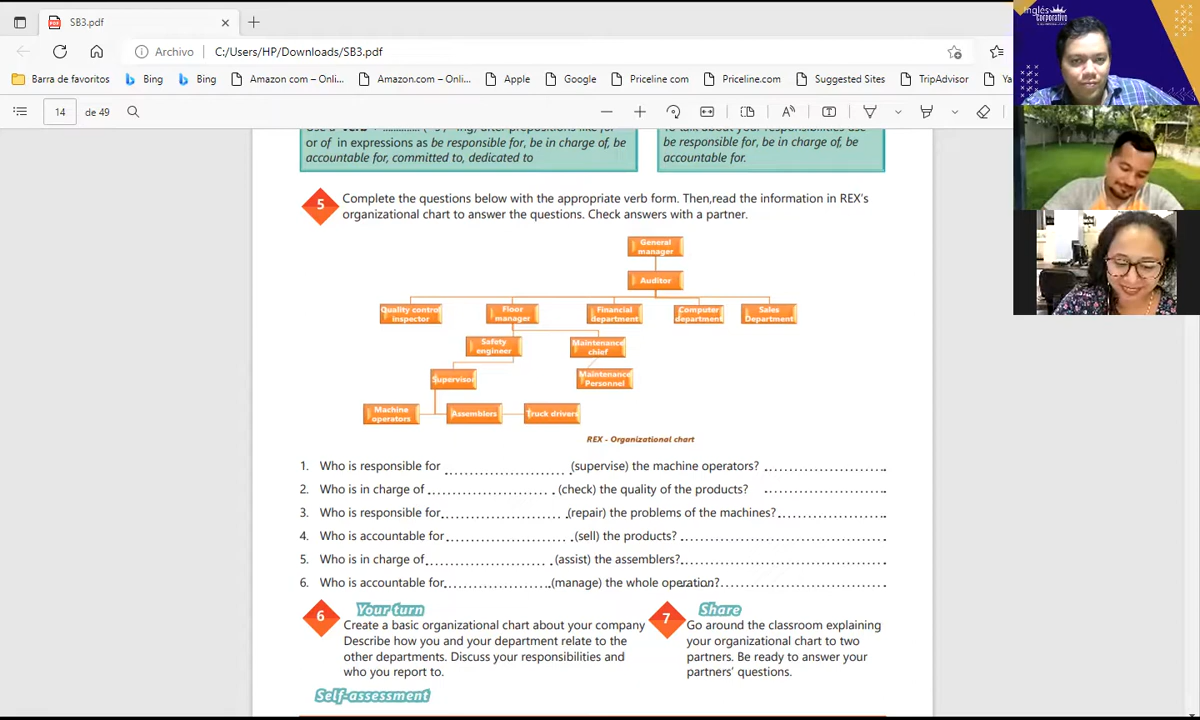 SB3.pdf
Archivo
C:/Users/HP/Downloads/SB3.pdf
Barra de favoritos
Bing
Bing
Amazon com – Onli...
Amazon.com – Onli...
Apple
Google
Priceline com
Priceline.com
Suggested Sites
TripAdvisor
14
de 49
or of in expressions as be responsible for, be in charge of, be
accountable for, committed to, dedicated to
To talk about your responsibilities use
be responsible for, be in charge of, be
accountable for.
5
Complete the questions below with the appropriate verb form. Then,read the information in REX's
organizational chart to answer the questions. Check answers with a partner.
General
manager
Auditor
Quality control
inspector
Floor
manager
Financial
department
Computer
department
Sales
Department
Safety
engineer
Maintenance
chief
Supervisor
Maintenance
Personnel
Machine
operators
Assemblers
Truck drivers
REX - Organizational chart
1. Who is responsible for ........................ (supervise) the machine operators? ........................
2. Who is in charge of ........................ (check) the quality of the products? ........................
3. Who is responsible for........................ (repair) the problems of the machines?........................
4. Who is accountable for ........................ (sell) the products? ........................
5. Who is in charge of........................ (assist) the assemblers?........................
6. Who is accountable for........................(manage) the whole operation?........................
6
Your turn
Create a basic organizational chart about your company
Describe how you and your department relate to the
other departments. Discuss your responsibilities and
who you report to.
7
Share
Go around the classroom explaining
your organizational chart to two
partners. Be ready to answer your
partners' questions.
Self-assessment
Inglés
Corporativo